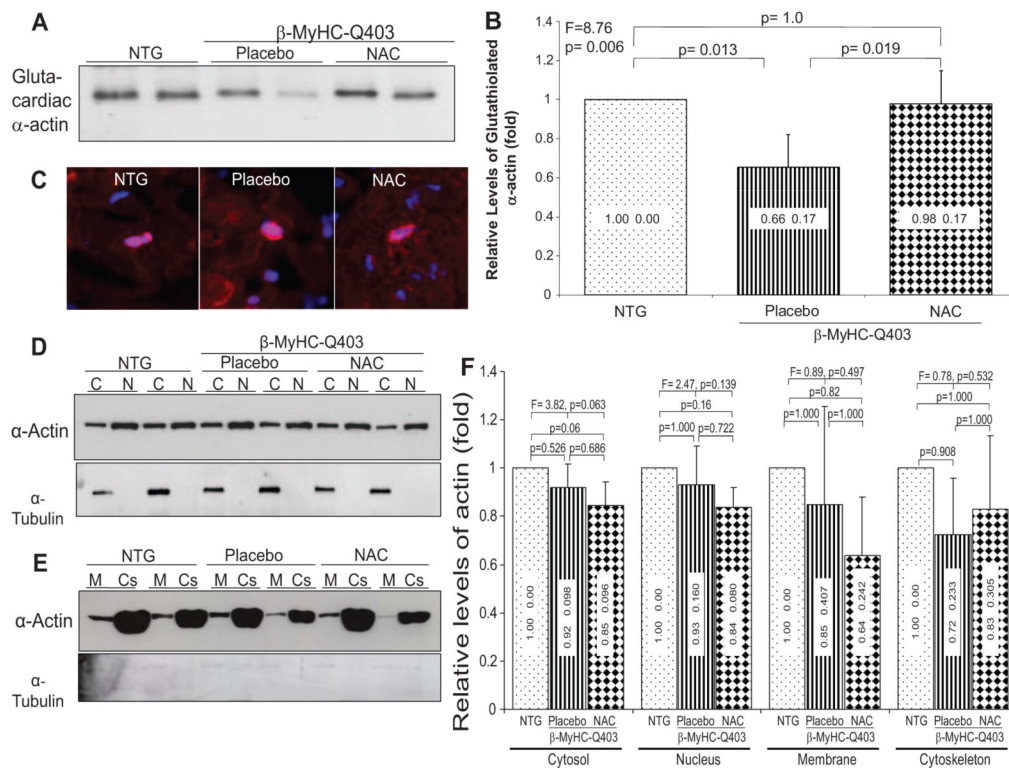 A
β-MyHC-Q403
NTG Placebo NAC
Gluta-
cardiac
α-actin
B
1.4
1.2
1
0.8
0.6
0.4
0.2
0
Relative Levels of Glutathiolated
α-actin (fold)
F=8.76
p= 0.006
p= 1.0
p= 0.013
p= 0.019
1.00 0.00
0.66 0.17
0.98 0.17
NTG Placebo NAC
β-MyHC-Q403
C
NTG Placebo NAC
D
β-MyHC-Q403
NTG Placebo NAC
C N C N C N C N C N C N
α-Actin
α-
Tubulin
E
NTG Placebo NAC
M Cs M Cs M Cs M Cs M Cs M Cs
α-Actin
α-
Tubulin
F
1.4
1.2
1
0.8
0.6
0.4
0.2
0
Relative levels of actin (fold)
F= 3.82, p=0.063
p=0.06
p=0.526 p=0.686
1.00 0.00
0.92 0.098
0.85 0.096
NTG Placebo NAC
β-MyHC-Q403
Cytosol
F= 2.47, p=0.139
p=0.16
p=1.000 p=0.722
1.00 0.00
0.93 0.160
0.84 0.080
NTG Placebo NAC
β-MyHC-Q403
Nucleus
F= 0.89, p=0.497
p=0.82
p=1.000 p=1.000
1.00 0.00
0.85 0.407
0.64 0.242
NTG Placebo NAC
β-MyHC-Q403
Membrane
F= 0.78, p=0.532
p=1.000
p=1.000
p=0.908
1.00 0.00
0.72 0.233
0.83 0.305
NTG Placebo NAC
β-MyHC-Q403
Cytoskeleton